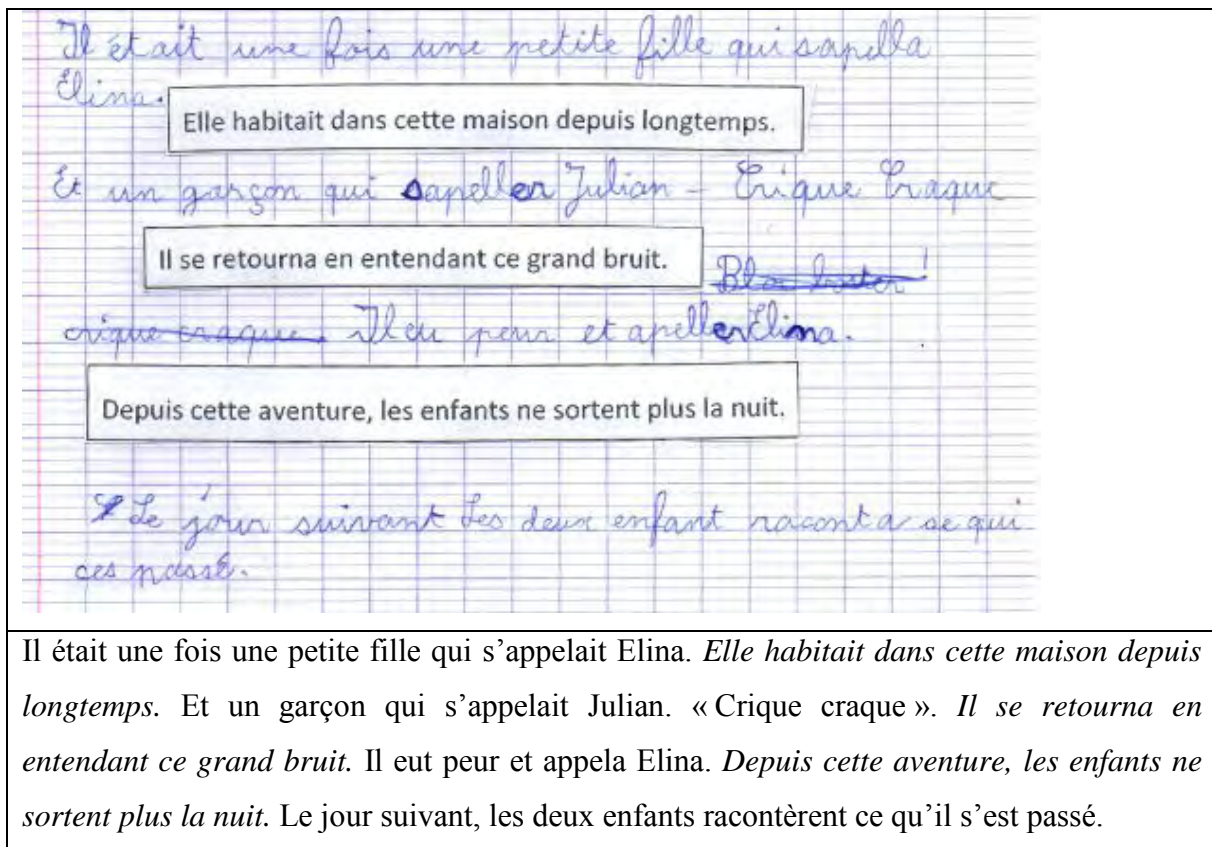 Il était une fois une petite fille qui sapella
Elina.
Elle habitait dans cette maison depuis longtemps.
Et un garçon qui sapeller Julian - Crique Craque
Il se retourna en entendant ce grand bruit.
crique craque. Il eu peur et apeller Elina.
Depuis cette aventure, les enfants ne sortent plus la nuit.
Le jour suivant les deux enfant raconta se qui
ces passé.
Il était une fois une petite fille qui s’appelait Elina. Elle habitait dans cette maison depuis
longtemps. Et un garçon qui s’appelait Julian. « Crique craque ». Il se retourna en
entendant ce grand bruit. Il eut peur et appela Elina. Depuis cette aventure, les enfants ne
sortent plus la nuit. Le jour suivant, les deux enfants racontèrent ce qu’il s’est passé.